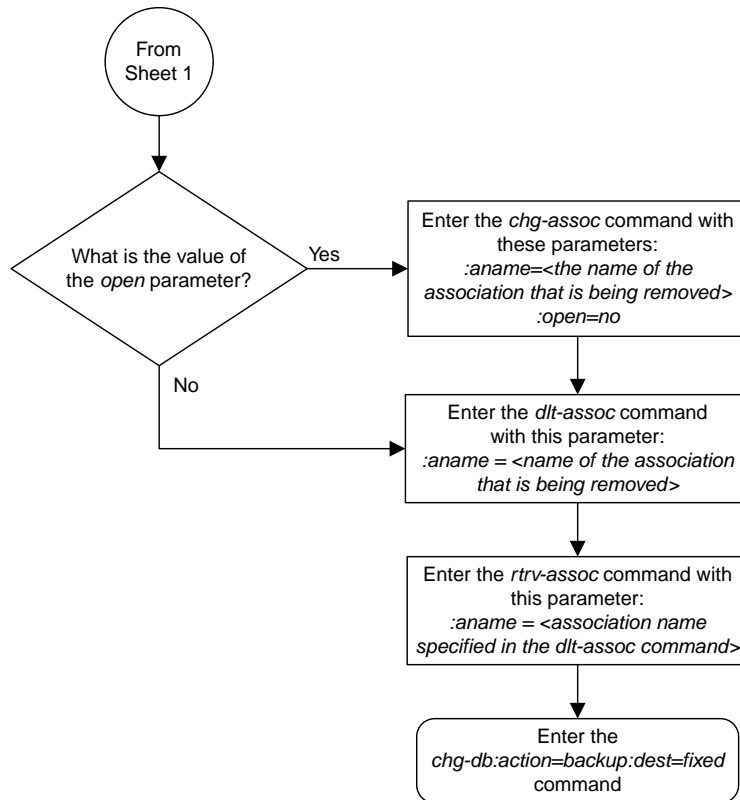 From
Sheet 1
What is the value of
the open parameter?
Yes
No
Enter the chg-assoc command with
these parameters:
:aname=<the name of the
association that is being removed>
:open=no
Enter the dlt-assoc command
with this parameter:
:aname = <name of the association
that is being removed>
Enter the rtrv-assoc command with
this parameter:
:aname = <association name
specified in the dlt-assoc command>
Enter the
chg-db:action=backup:dest=fixed
command